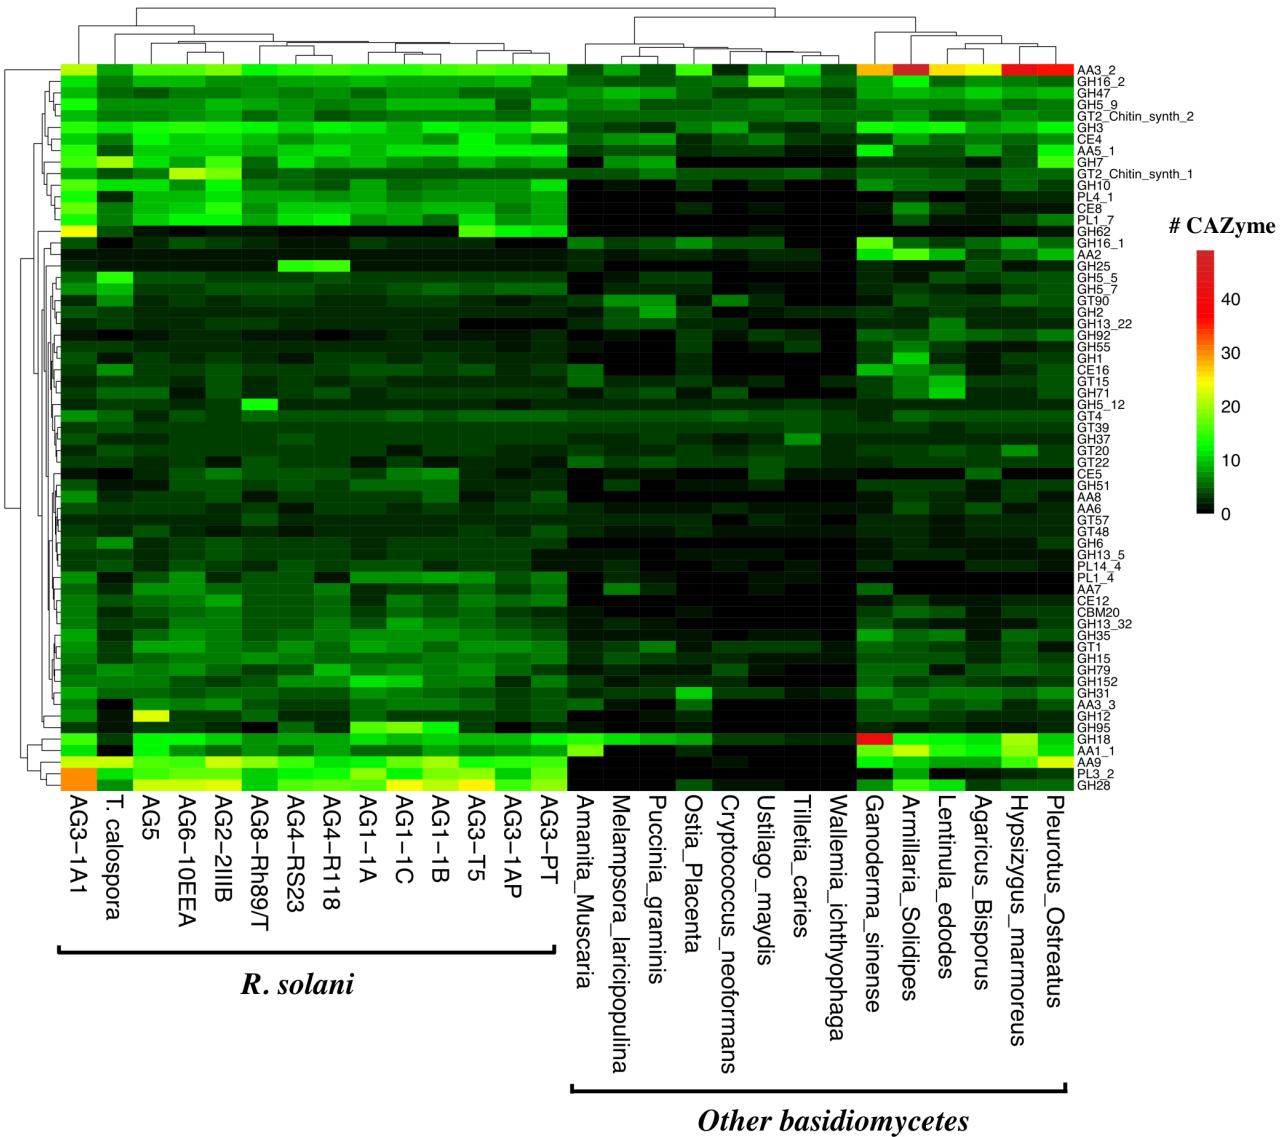 AA3_2
GH16_2
GH47
GH5_9
GT2_Chitin_synth_2
GH3
CE4
AA5_1
GH7
GT2_Chitin_synth_1
GH10
PL4_1
CE8
PL1_7
GH62
GH16_1
AA2
GH25
GH5_5
GH5_7
GT90
GH2
GH13_22
GH92
GH55
GH1
CE16
GT15
GH71
GH5_12
GT4
GT39
GH37
GT20
GT22
CE5
GH51
AA8
AA6
GT57
GT48
GH6
GH13_5
PL14_4
PL1_4
AA7
CE12
CBM20
GH13_32
GH35
GT1
GH15
GH79
GH152
GH31
AA3_3
GH12
GH95
GH18
AA1_1
AA9
PL3_2
GH28
# CAZyme
40
30
20
10
0
AG3-1A1
T. calospora
AG5
AG6-10EEA
AG2-2IIIB
AG8-Rh89/T
AG4-RS23
AG4-R118
AG1-1A
AG1-1C
AG1-1B
AG3-T5
AG3-1AP
AG3-PT
Amanita_Muscaria
Melampsora_laricipopulina
Puccinia_graminis
Ostia_Placenta
Cryptococcus_neoformans
Ustilago_maydis
Tilletia_caries
Wallemia_ichthyophaga
Ganoderma_sinense
Armillaria_Solidipes
Lentinula_edodes
Agaricus_Bisporus
Hypsizygus_marmoreus
Pleurotus_Ostreatus
R. solani
Other basidiomycetes